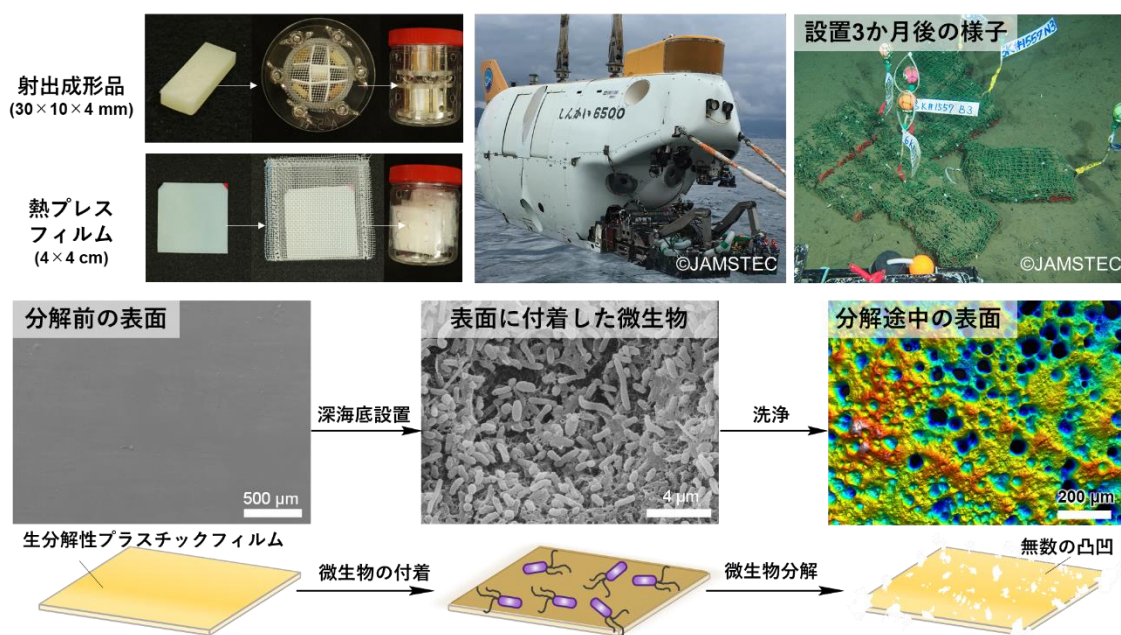 射出成形品
(30×10×4 mm)
熱プレス
フィルム
(4×4 cm)
しんかい6500
©JAMSTEC
設置3か月後の様子
SK#1557 B3
©JAMSTEC
分解前の表面
500 μm
深海底設置
表面に付着した微生物
4 μm
洗浄
分解途中の表面
200 μm
生分解性プラスチックフィルム
微生物の付着
微生物分解
無数の凸凹